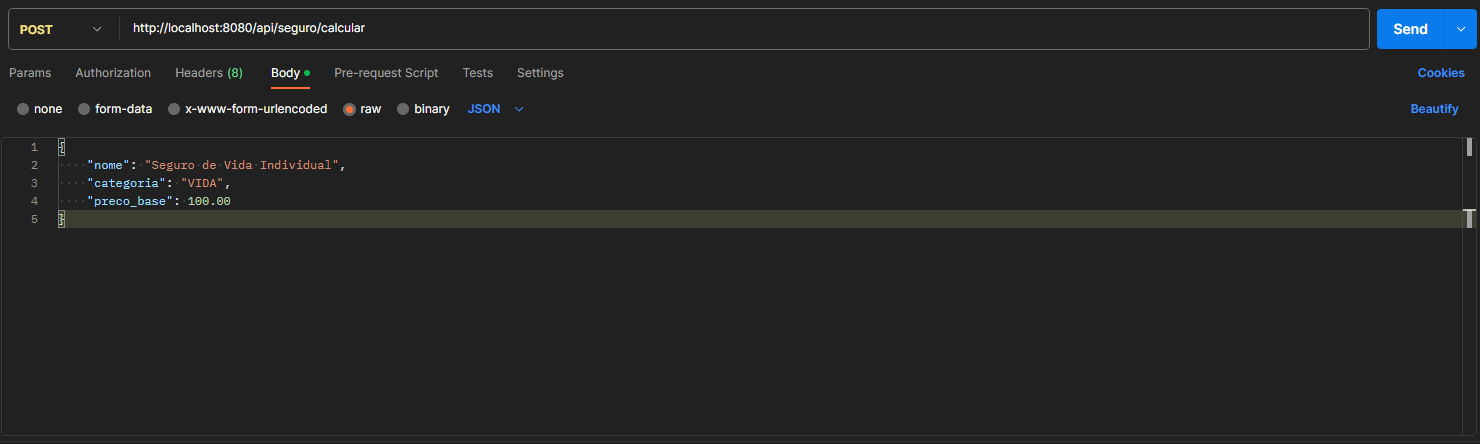 POST http://localhost:8080/api/seguro/calcular Send
Params Authorization Headers (8) Body Pre-request Script Tests Settings Cookies
none form-data x-www-form-urlencoded raw binary JSON Beautify
1 {
2 "nome": "Seguro de Vida Individual",
3 "categoria": "VIDA",
4 "preco_base": 100.00
5 }